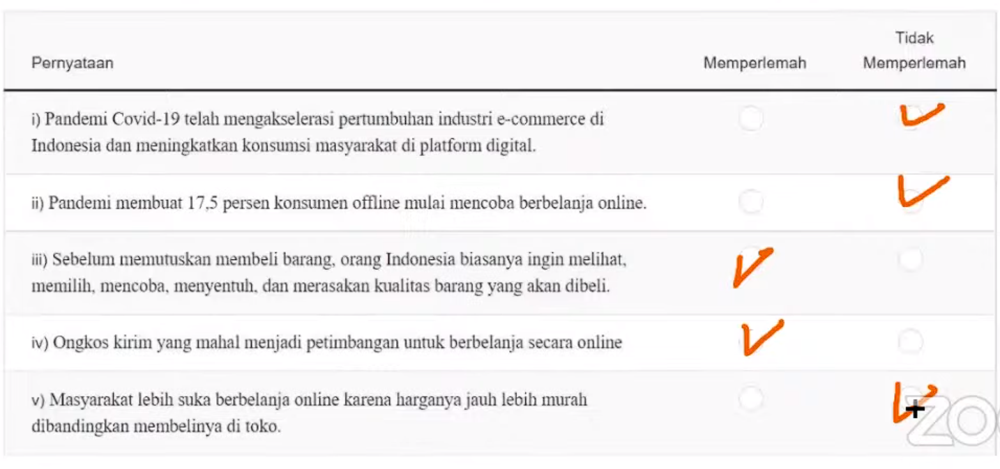 Pernyataan
Memperlemah
Tidak
Memperlemah
i) Pandemi Covid-19 telah mengakselerasi pertumbuhan industri e-commerce di
Indonesia dan meningkatkan konsumsi masyarakat di platform digital.
ii) Pandemi membuat 17,5 persen konsumen offline mulai mencoba berbelanja online.
iii) Sebelum memutuskan membeli barang, orang Indonesia biasanya ingin melihat,
memilih, mencoba, menyentuh, dan merasakan kualitas barang yang akan dibeli.
iv) Ongkos kirim yang mahal menjadi petimbangan untuk berbelanja secara online
v) Masyarakat lebih suka berbelanja online karena harganya jauh lebih murah
dibandingkan membelinya di toko.